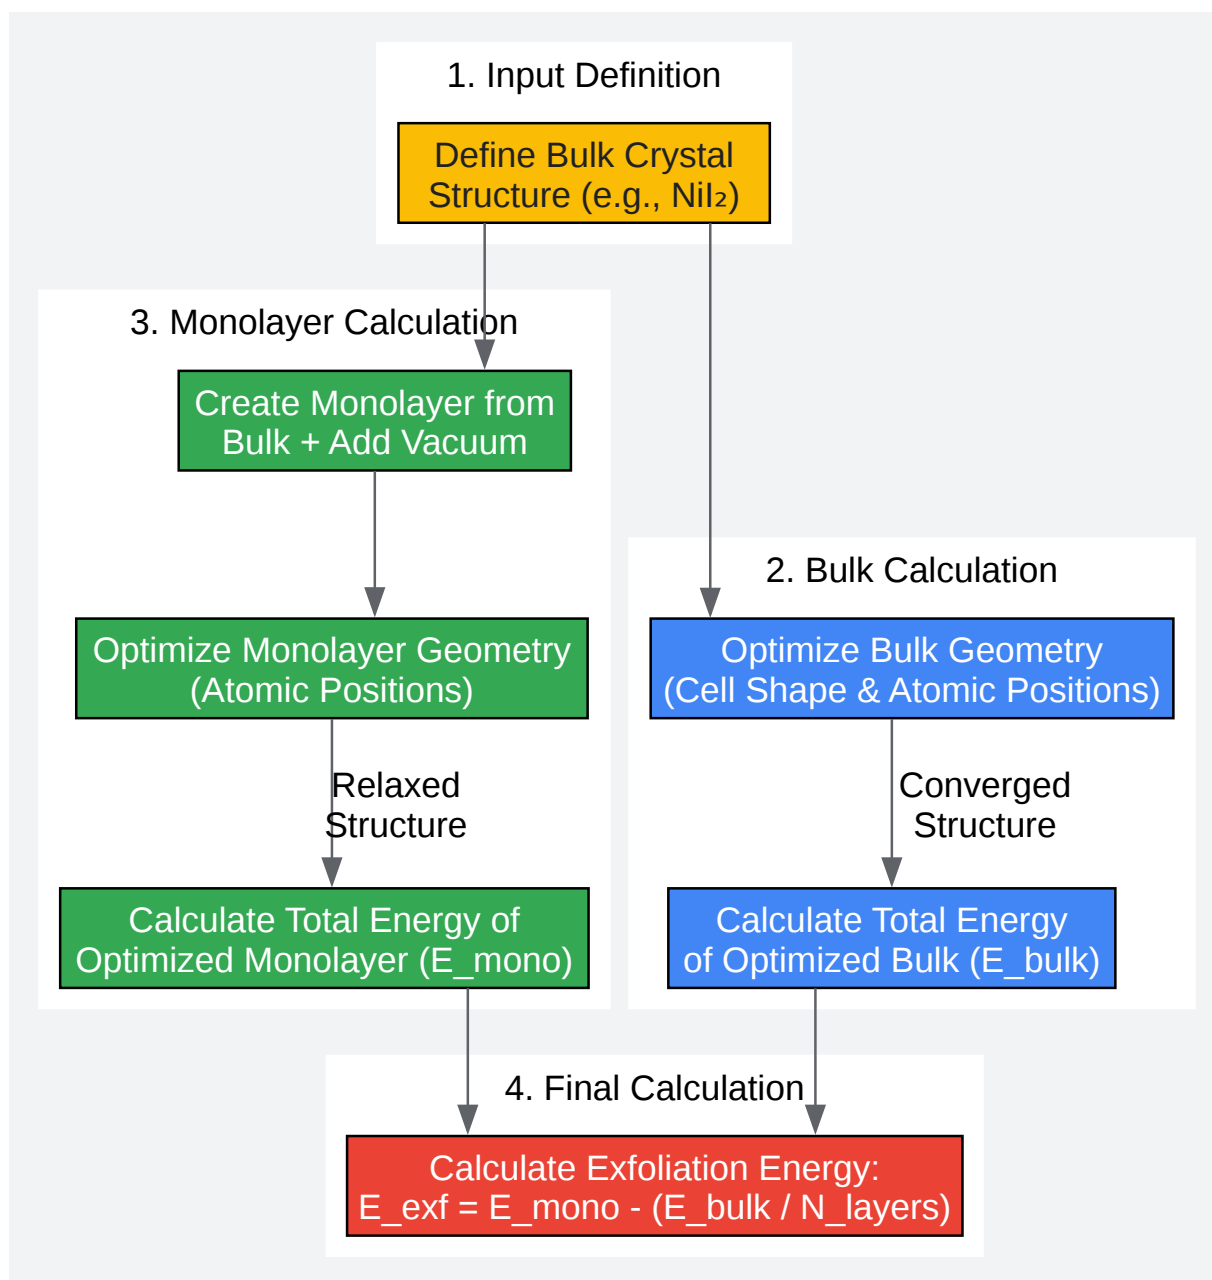 1. Input Definition
Define Bulk Crystal
Structure (e.g., NiI₂)
3. Monolayer Calculation
Create Monolayer from
Bulk + Add Vacuum
Optimize Monolayer Geometry
(Atomic Positions)
Relaxed
Structure
Calculate Total Energy of
Optimized Monolayer (E_mono)
2. Bulk Calculation
Optimize Bulk Geometry
(Cell Shape & Atomic Positions)
Converged
Structure
Calculate Total Energy
of Optimized Bulk (E_bulk)
4. Final Calculation
Calculate Exfoliation Energy:
E_exf = E_mono - (E_bulk / N_layers)